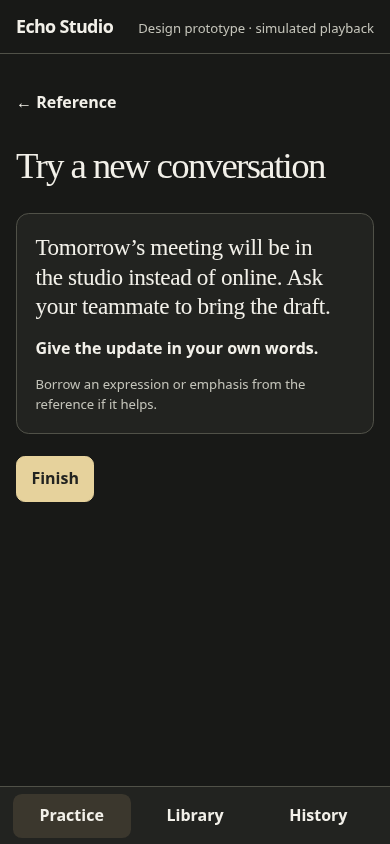 Echo Studio
Design prototype · simulated playback
← Reference
Try a new conversation
Tomorrow’s meeting will be in
the studio instead of online. Ask
your teammate to bring the draft.
Give the update in your own words.
Borrow an expression or emphasis from the
reference if it helps.
Finish
Practice
Library
History